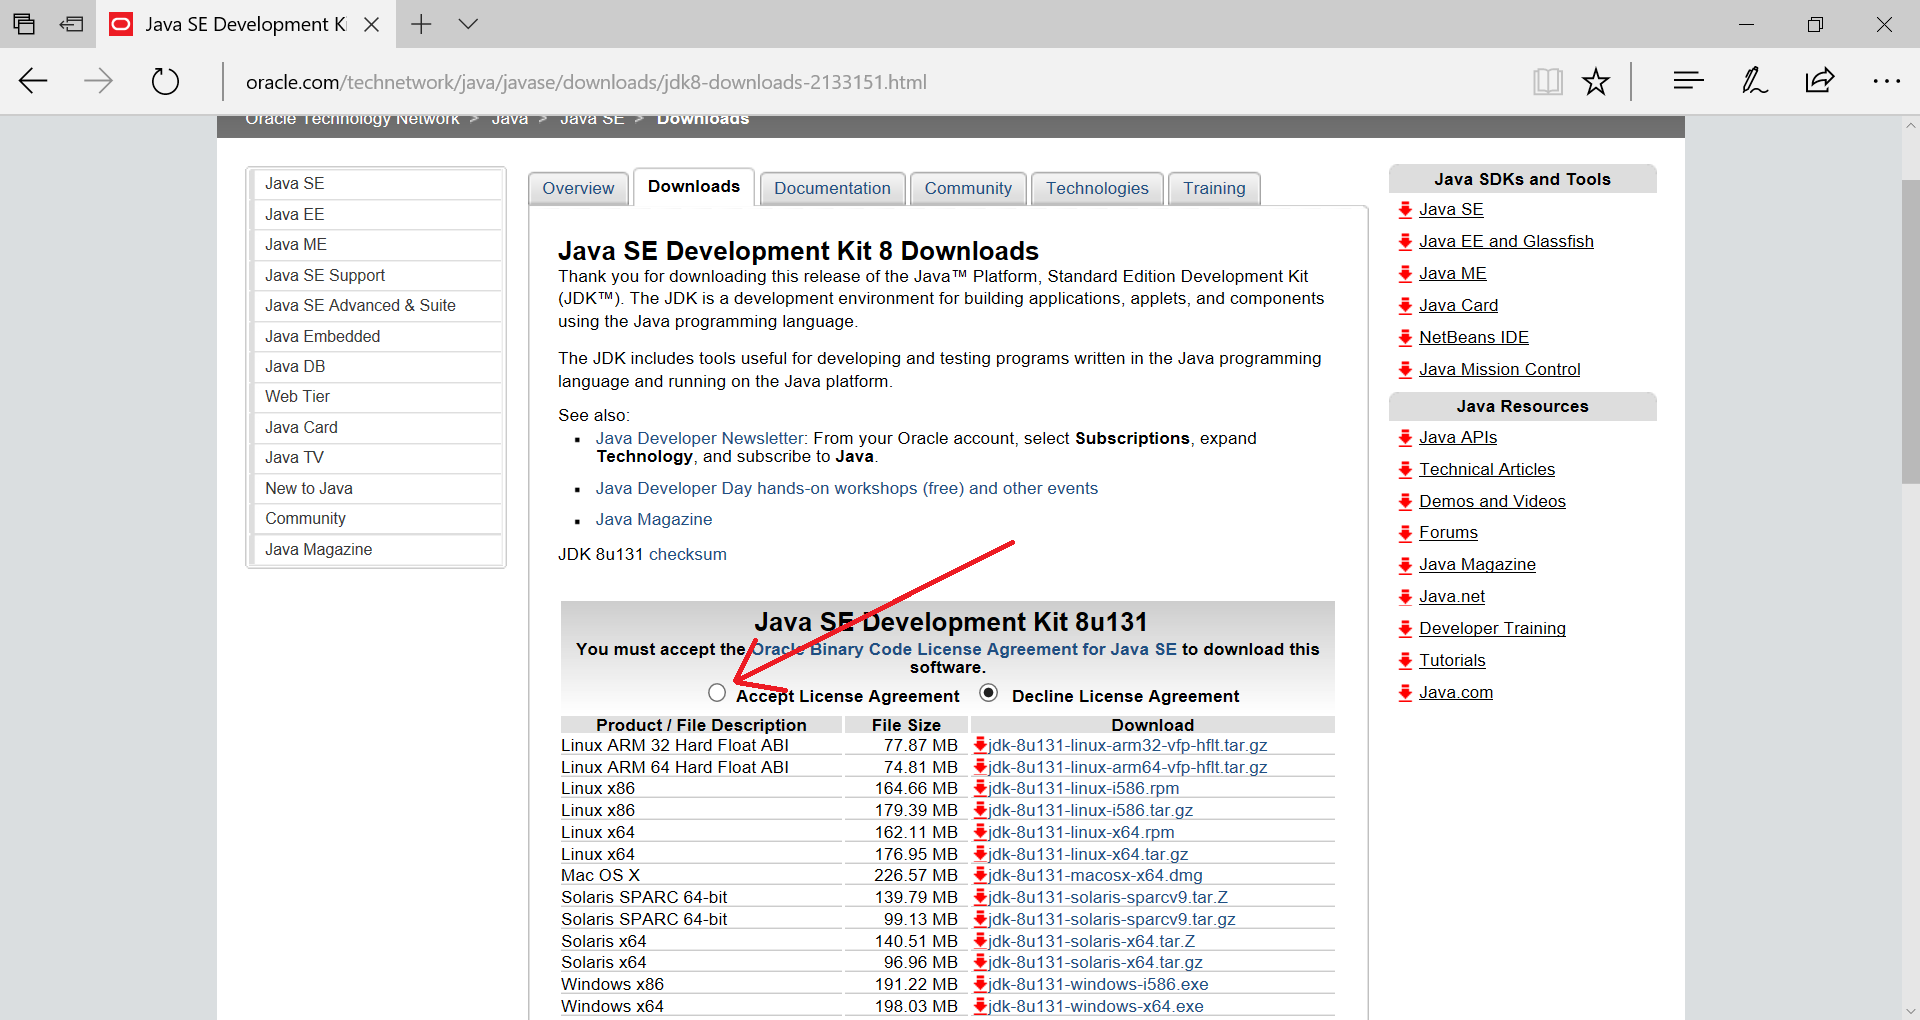 Java SE Development Ki
oracle.com/technetwork/java/javase/downloads/jdk8-downloads-2133151.html
Oracle Technology Network > Java > Java SE > Downloads
Java SE
Java EE
Java ME
Java SE Support
Java SE Advanced & Suite
Java Embedded
Java DB
Web Tier
Java Card
Java TV
New to Java
Community
Java Magazine
Overview
Downloads
Documentation
Community
Technologies
Training
Java SE Development Kit 8 Downloads
Thank you for downloading this release of the Java™ Platform, Standard Edition Development Kit
(JDK™). The JDK is a development environment for building applications, applets, and components
using the Java programming language.
The JDK includes tools useful for developing and testing programs written in the Java programming
language and running on the Java platform.
See also:
Java Developer Newsletter: From your Oracle account, select Subscriptions, expand
Technology, and subscribe to Java.
Java Developer Day hands-on workshops (free) and other events
Java Magazine
JDK 8u131 checksum
Java SE Development Kit 8u131
You must accept the Oracle Binary Code License Agreement for Java SE to download this
software.
Accept License Agreement Decline License Agreement
Product / File Description File Size Download
Linux ARM 32 Hard Float ABI 77.87 MB jdk-8u131-linux-arm32-vfp-hflt.tar.gz
Linux ARM 64 Hard Float ABI 74.81 MB jdk-8u131-linux-arm64-vfp-hflt.tar.gz
Linux x86 164.66 MB jdk-8u131-linux-i586.rpm
Linux x86 179.39 MB jdk-8u131-linux-i586.tar.gz
Linux x64 162.11 MB jdk-8u131-linux-x64.rpm
Linux x64 176.95 MB jdk-8u131-linux-x64.tar.gz
Mac OS X 226.57 MB jdk-8u131-macosx-x64.dmg
Solaris SPARC 64-bit 139.79 MB jdk-8u131-solaris-sparcv9.tar.Z
Solaris SPARC 64-bit 99.13 MB jdk-8u131-solaris-sparcv9.tar.gz
Solaris x64 140.51 MB jdk-8u131-solaris-x64.tar.Z
Solaris x64 96.96 MB jdk-8u131-solaris-x64.tar.gz
Windows x86 191.22 MB jdk-8u131-windows-i586.exe
Windows x64 198.03 MB jdk-8u131-windows-x64.exe
Java SDKs and Tools
Java SE
Java EE and Glassfish
Java ME
Java Card
NetBeans IDE
Java Mission Control
Java Resources
Java APIs
Technical Articles
Demos and Videos
Forums
Java Magazine
Java.net
Developer Training
Tutorials
Java.com